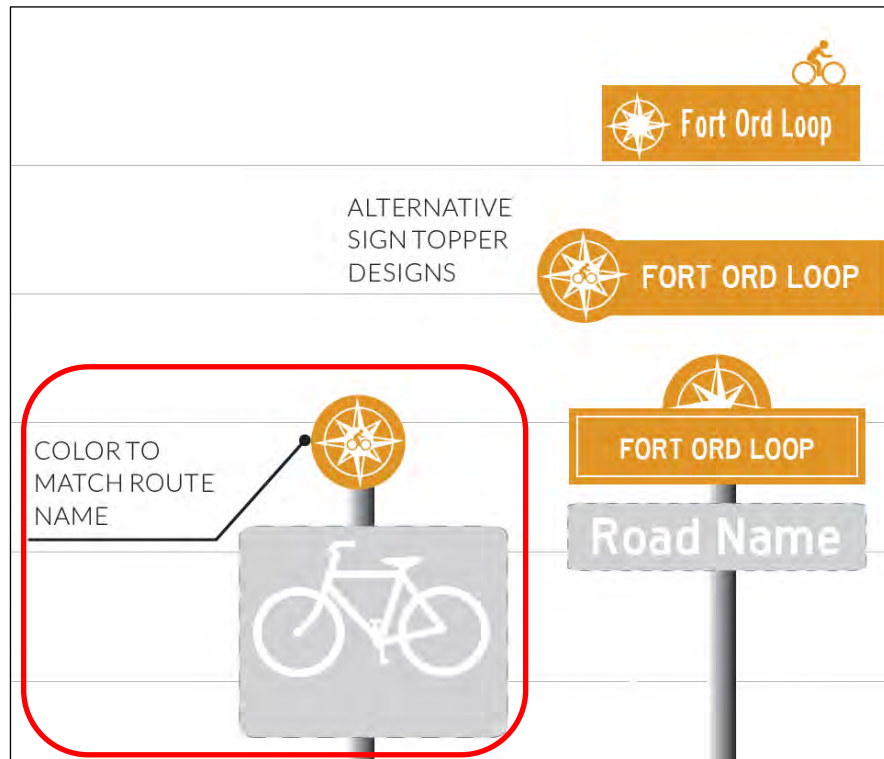 Fort Ord Loop
ALTERNATIVE
SIGN TOPPER
DESIGNS
FORT ORD LOOP
COLOR TO
MATCH ROUTE
NAME
FORT ORD LOOP
Road Name